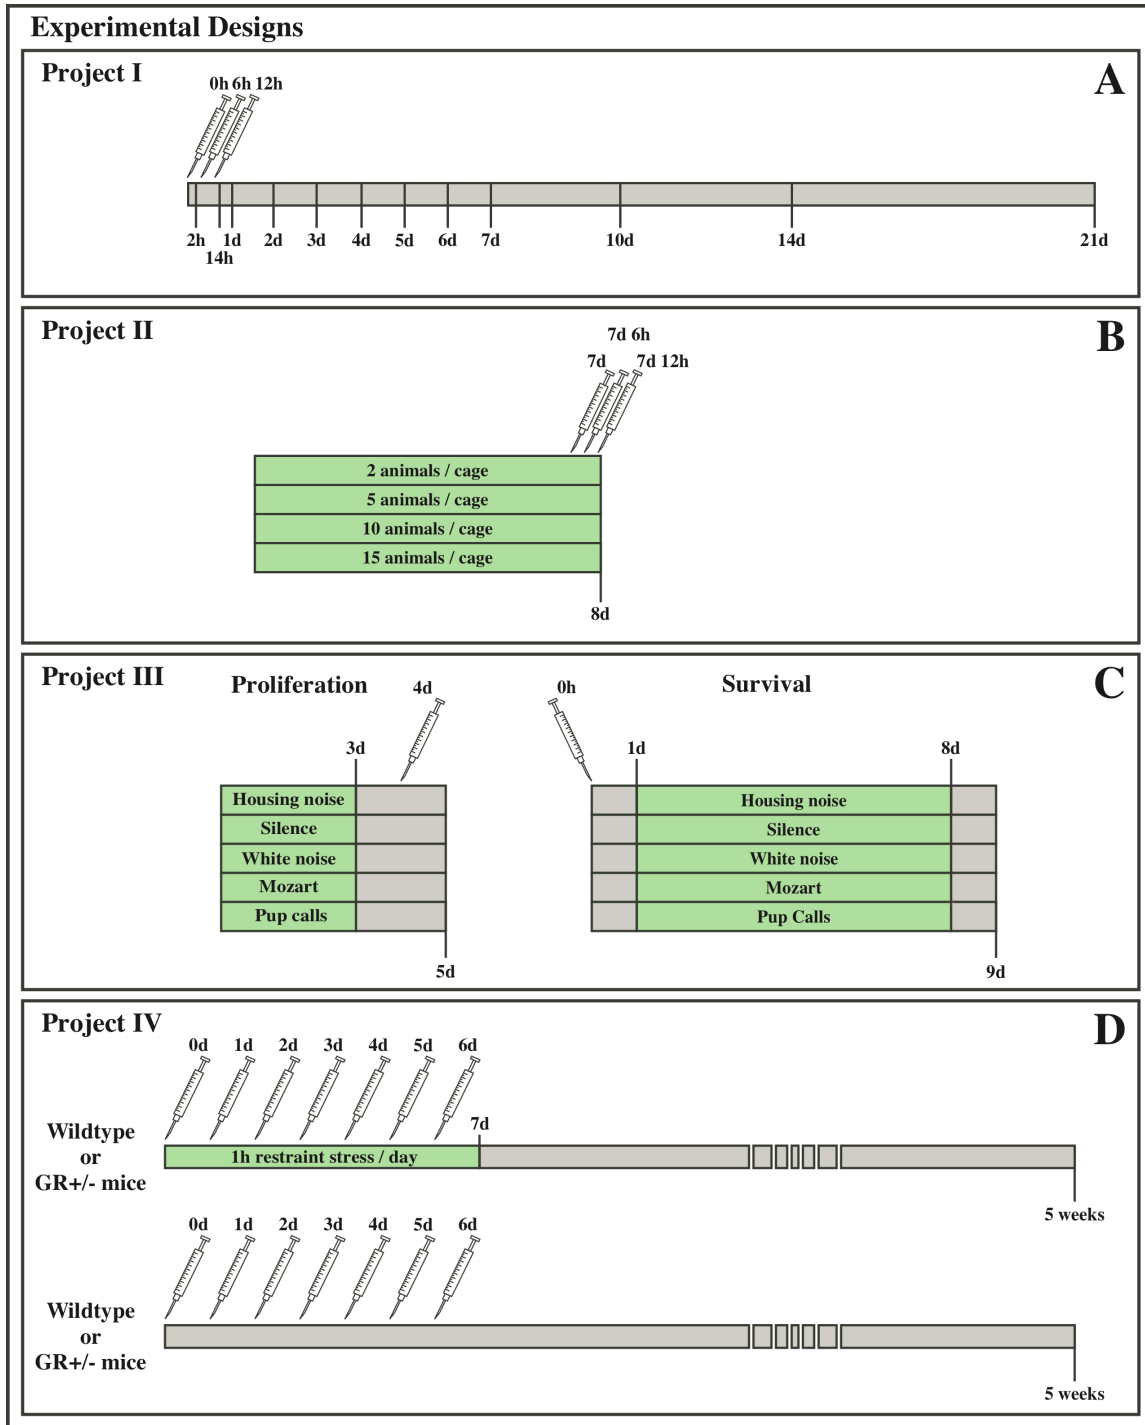 Experimental Designs
Project I
A
0h 6h 12h
2h 1d 2d 3d 4d 5d 6d 7d 10d 14d 21d
14h
Project II
B
7d 6h
7d 7d 12h
2 animals / cage
5 animals / cage
10 animals / cage
15 animals / cage
8d
Project III
C
Proliferation 4d 0h Survival
3d 1d 8d
Housing noise Housing noise
Silence Silence
White noise White noise
Mozart Mozart
Pup calls Pup Calls
5d 9d
Project IV
D
0d 1d 2d 3d 4d 5d 6d
7d
Wildtype
or
GR+/- mice
1h restraint stress / day
5 weeks
0d 1d 2d 3d 4d 5d 6d
Wildtype
or
GR+/- mice
5 weeks